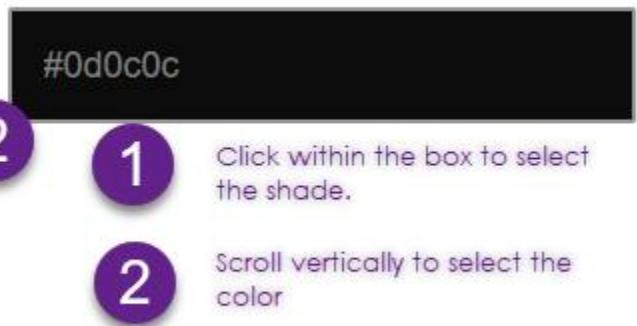 #0d0c0c
2
1
Click within the box to select
the shade.
2
Scroll vertically to select the
color